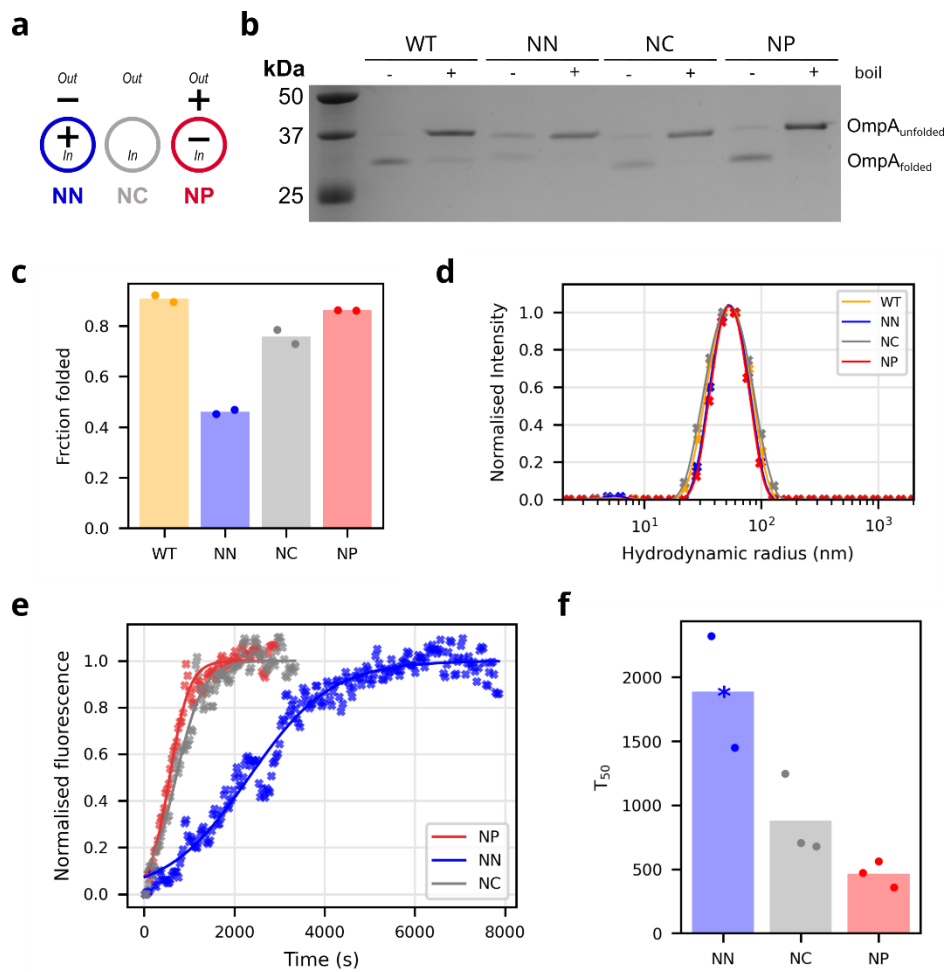 a
Out Out Out
− +
+ −
In In In
NN NC NP
b
WT NN NC NP
kDa - + - + - + - + boil
50
37 OmpAunfolded
OmpAfolded
25
c
Frction folded
0.8
0.6
0.4
0.2
0.0
WT NN NC NP
d
Normalised Intensity
1.0
0.8
0.6
0.4
0.2
0.0
WT
NN
NC
NP
10¹ 10² 10³
Hydrodynamic radius (nm)
e
Normalised fluorescence
1.0
0.8
0.6
0.4
0.2
0.0
NP
NN
NC
0 2000 4000 6000 8000
Time (s)
f
T₅₀
2000
1500
1000
500
0
NN NC NP